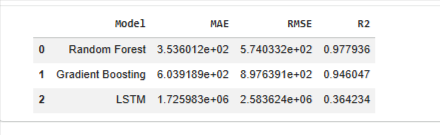 Model MAE RMSE R2
0 Random Forest 3.536012e+02 5.740332e+02 0.977936
1 Gradient Boosting 6.039189e+02 8.976391e+02 0.946047
2 LSTM 1.725983e+06 2.583624e+06 0.364234